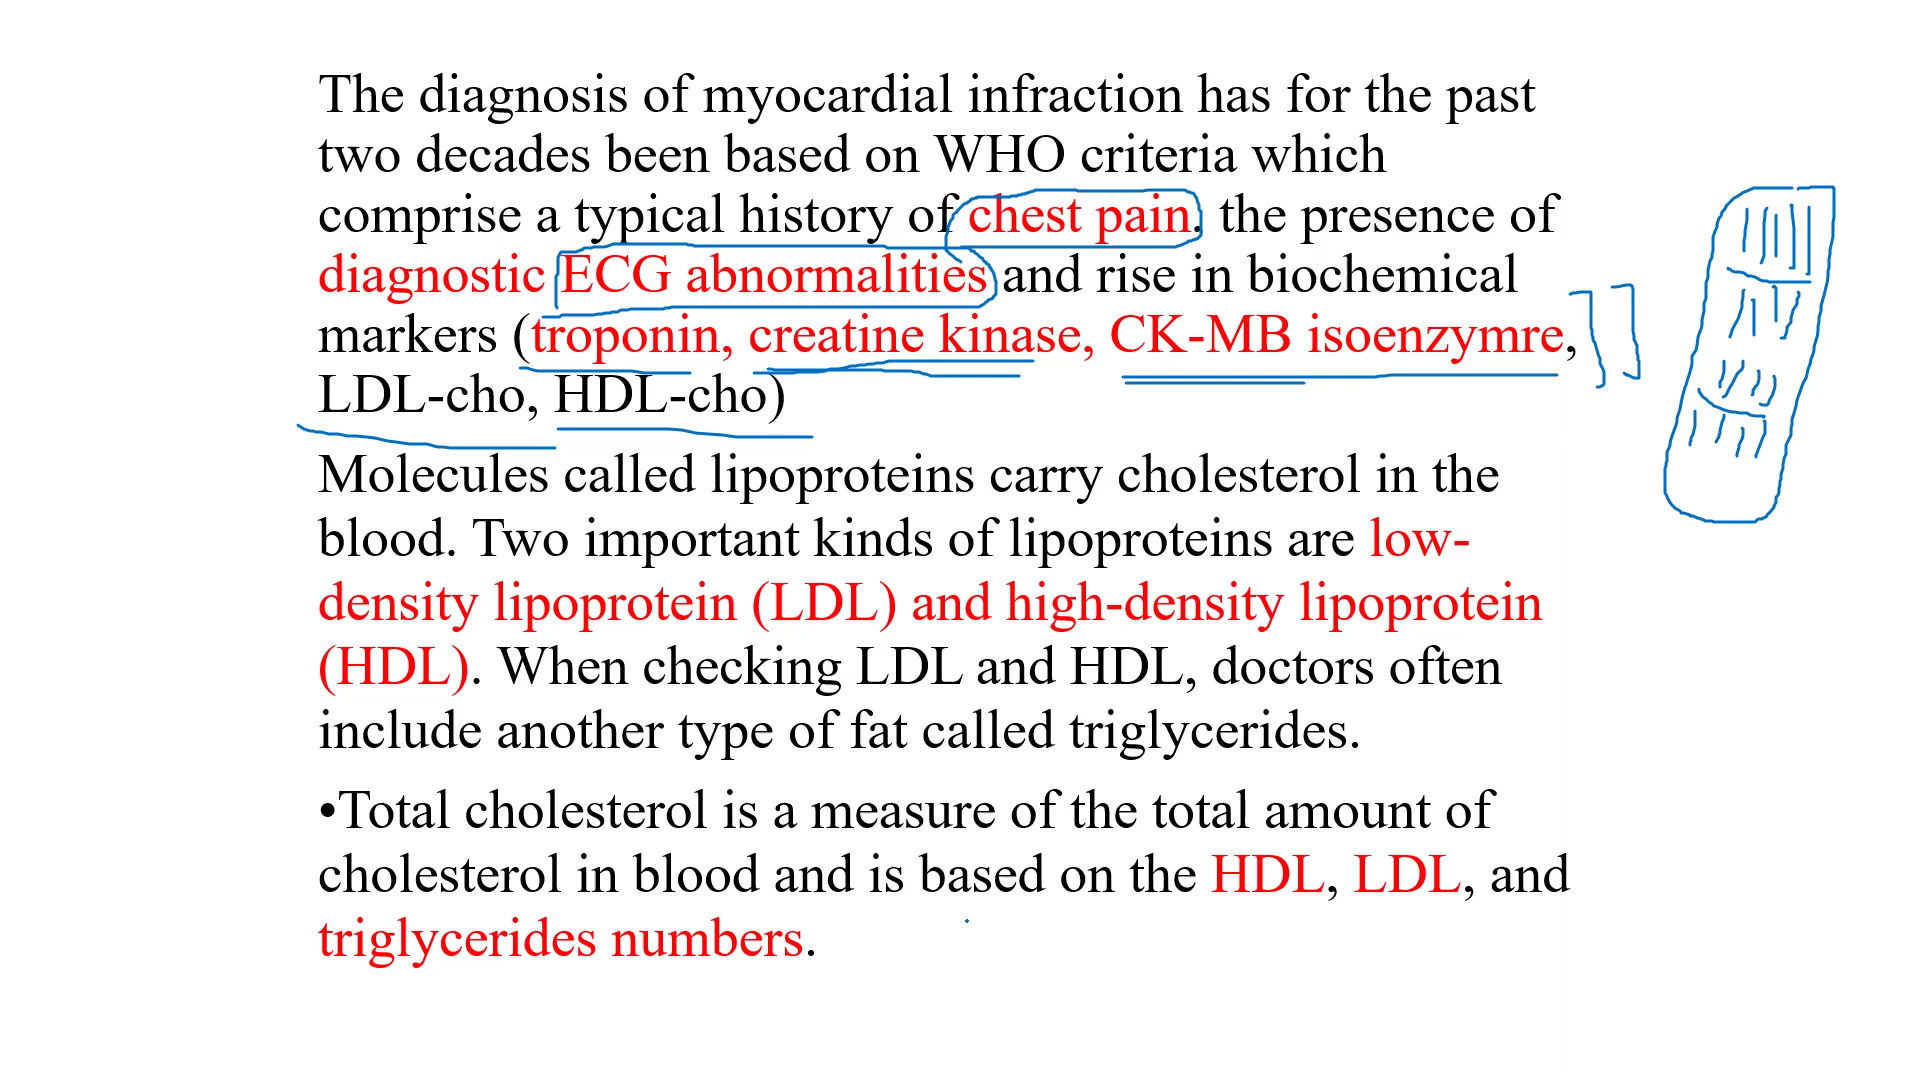 The diagnosis of myocardial infraction has for the past
two decades been based on WHO criteria which
comprise a typical history of chest pain. the presence of
diagnostic ECG abnormalities and rise in biochemical
markers (troponin, creatine kinase, CK-MB isoenzymre,
LDL-cho, HDL-cho)
Molecules called lipoproteins carry cholesterol in the
blood. Two important kinds of lipoproteins are low-
density lipoprotein (LDL) and high-density lipoprotein
(HDL). When checking LDL and HDL, doctors often
include another type of fat called triglycerides.
•Total cholesterol is a measure of the total amount of
cholesterol in blood and is based on the HDL, LDL, and
triglycerides numbers.